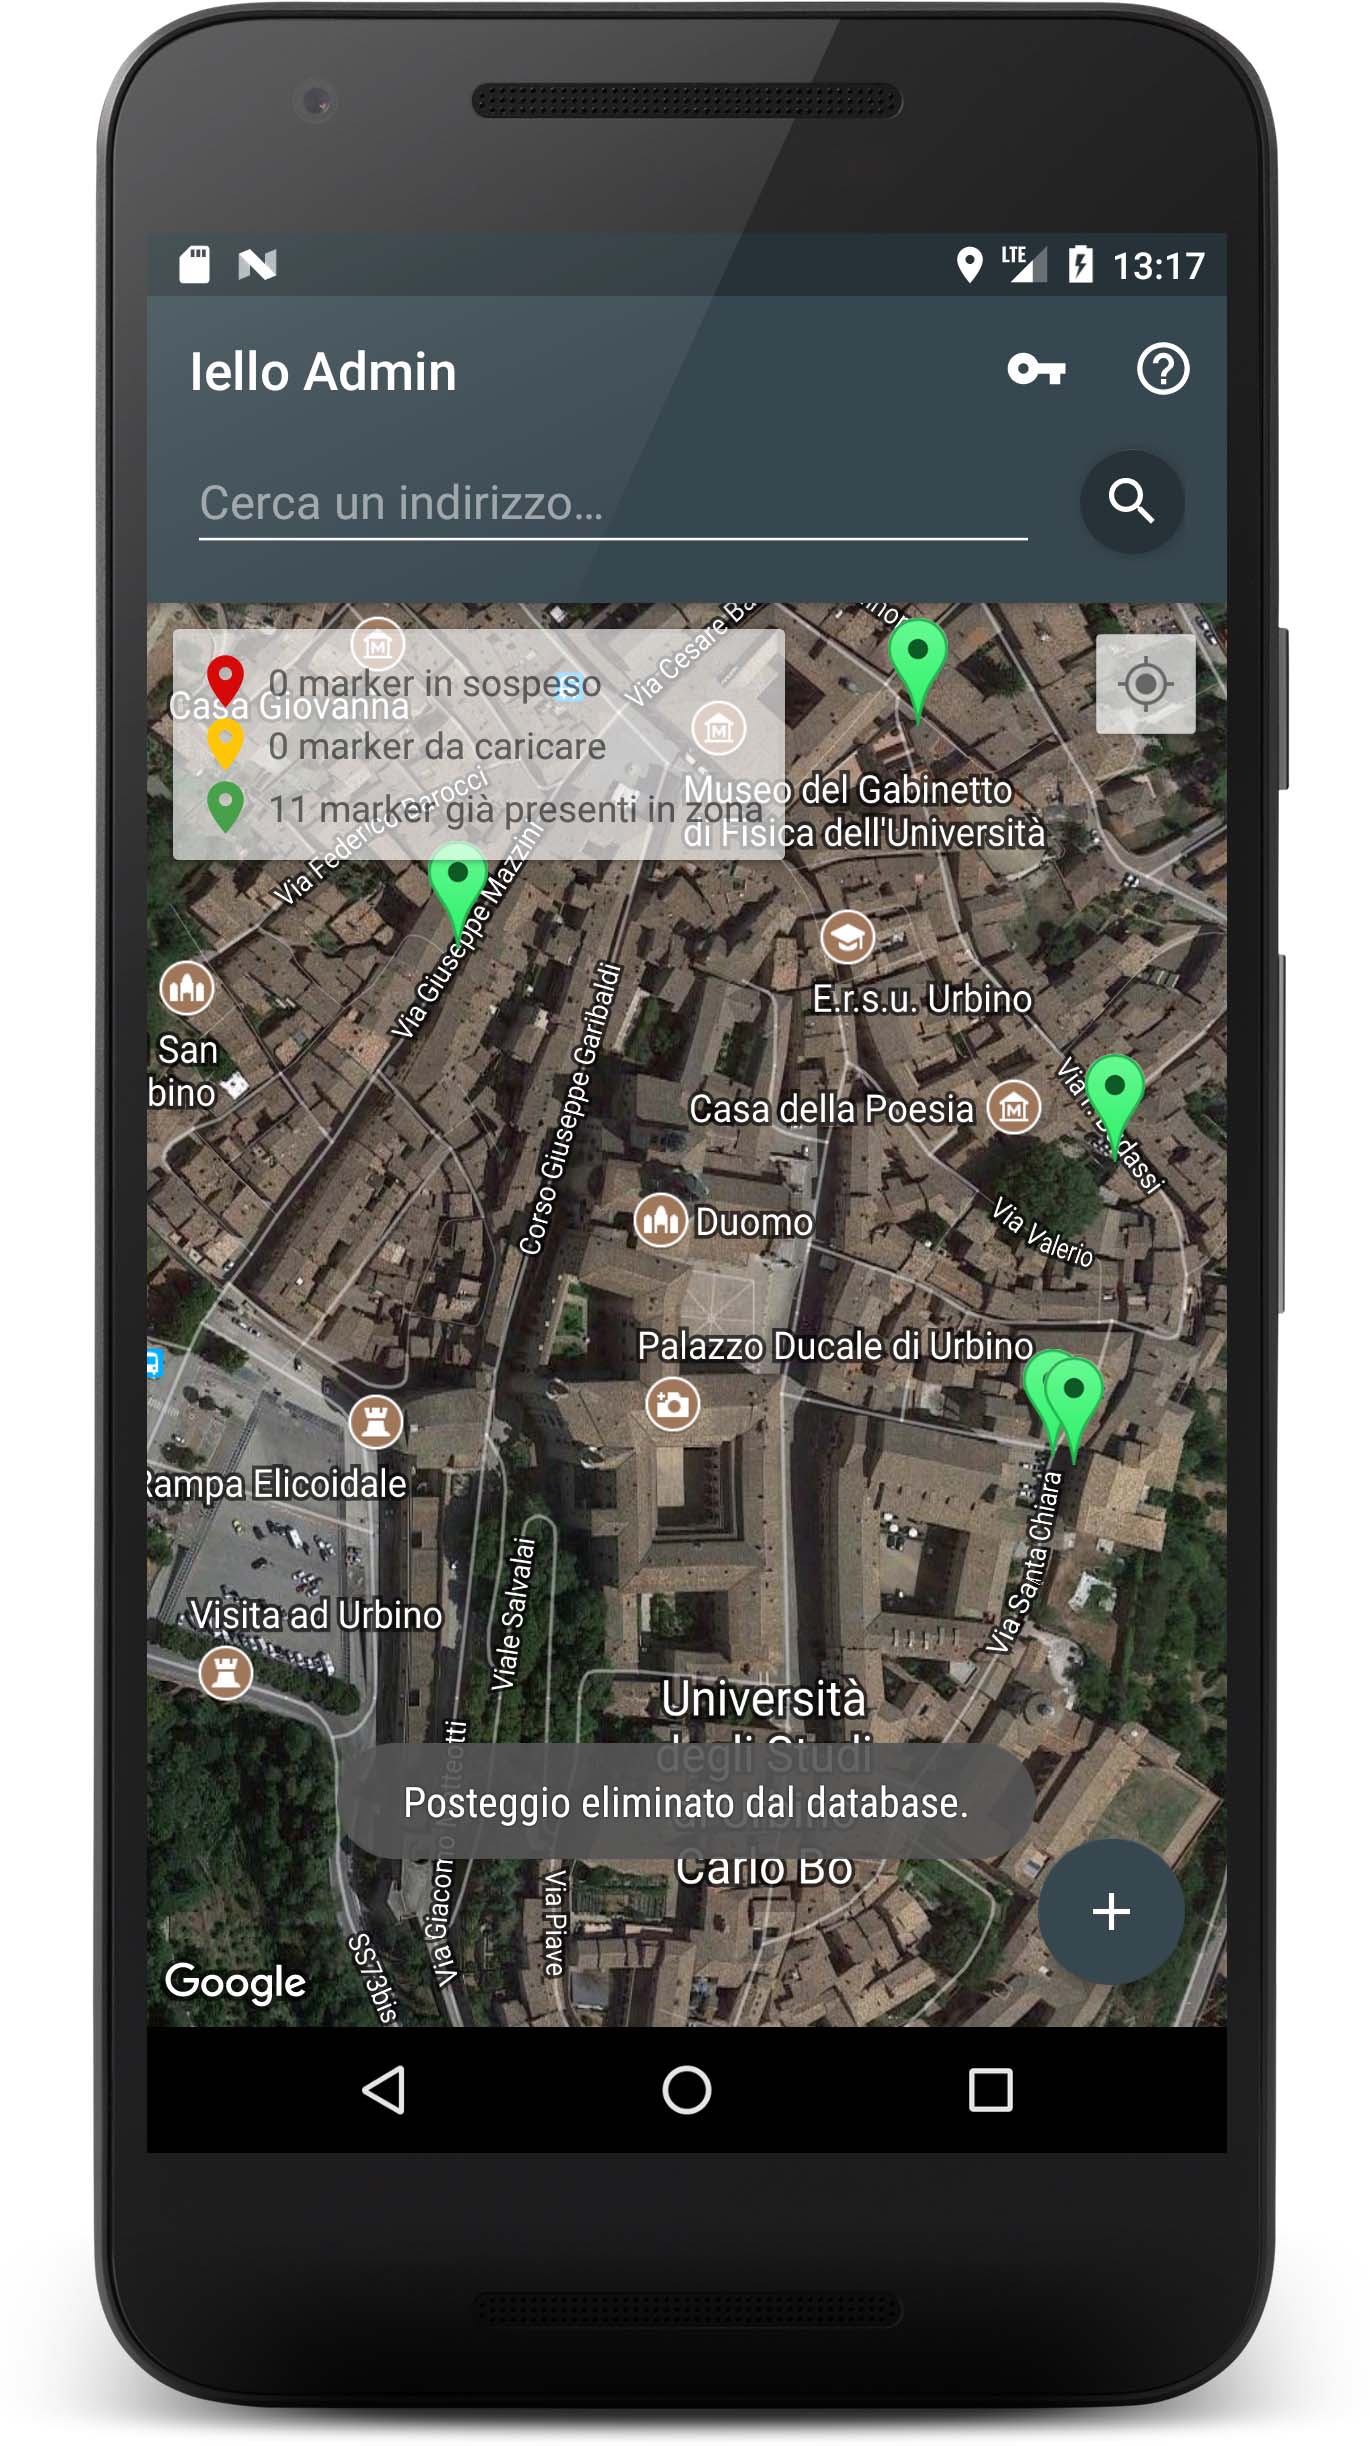 LTE 13:17
Iello Admin
Cerca un indirizzo...
0 marker in sospeso
Casa Giovanna
0 marker da caricare
11 marker già presenti in zona
Via Cesare Ba
Museo del Gabinetto
di Fisica dell'Università
Via Federico Barocci
Via Giuseppe Mazzini
E.r.s.u. Urbino
San
bino
Corso Giuseppe Garibaldi
Casa della Poesia
Via Valerio
Duomo
Palazzo Ducale di Urbino
Rampa Elicoidale
Via Santa Chiara
Visita ad Urbino
Viale Salvalai
Università
degli Studi
di Urbino
Carlo Bo
Posteggio eliminato dal database.
Via Giacomo Matteotti
Via Piave
SS73bis
Google